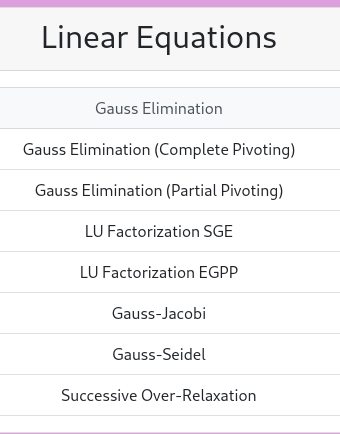 Linear Equations
Gauss Elimination
Gauss Elimination (Complete Pivoting)
Gauss Elimination (Partial Pivoting)
LU Factorization SGE
LU Factorization EGPP
Gauss-Jacobi
Gauss-Seidel
Successive Over-Relaxation